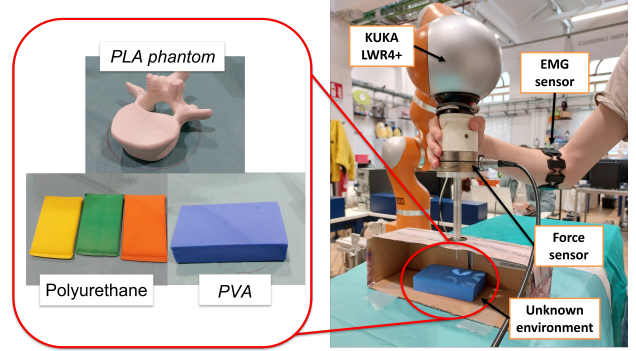 PLA phantom
Polyurethane
PVA
KUKA
LWR4+
EMG
sensor
Force
sensor
Unknown
environment